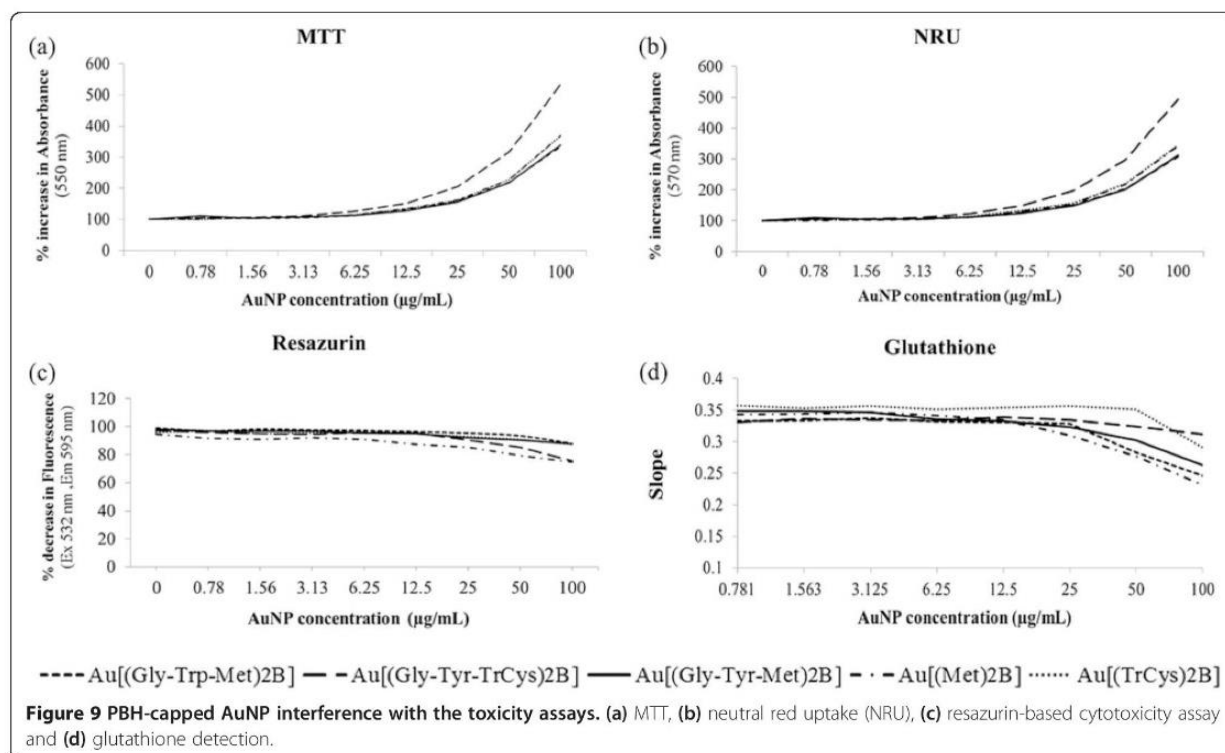 (a)
MTT
% increase in Absorbance
(550 nm)
600
500
400
300
200
100
0
0 0.78 1.56 3.13 6.25 12.5 25 50 100
AuNP concentration (µg/mL)
(b)
NRU
% increase in Absorbance
(570 nm)
600
500
400
300
200
100
0
0 0.78 1.56 3.13 6.25 12.5 25 50 100
AuNP concentration (µg/mL)
(c)
Resazurin
% decrease in Fluorescence
(Ex 532 nm ,Em 595 nm)
120
100
80
60
40
20
0
0 0.78 1.56 3.13 6.25 12.5 25 50 100
AuNP concentration (µg/mL)
(d)
Glutathione
Slope
0.4
0.35
0.3
0.25
0.2
0.15
0.1
0.781 1.563 3.125 6.25 12.5 25 50 100
AuNP concentration (µg/mL)
Au[(Gly-Trp-Met)2B] Au[(Gly-Tyr-TrCys)2B] Au[(Gly-Tyr-Met)2B] Au[(Met)2B] Au[(TrCys)2B]
Figure 9 PBH-capped AuNP interference with the toxicity assays. (a) MTT, (b) neutral red uptake (NRU), (c) resazurin-based cytotoxicity assay
and (d) glutathione detection.